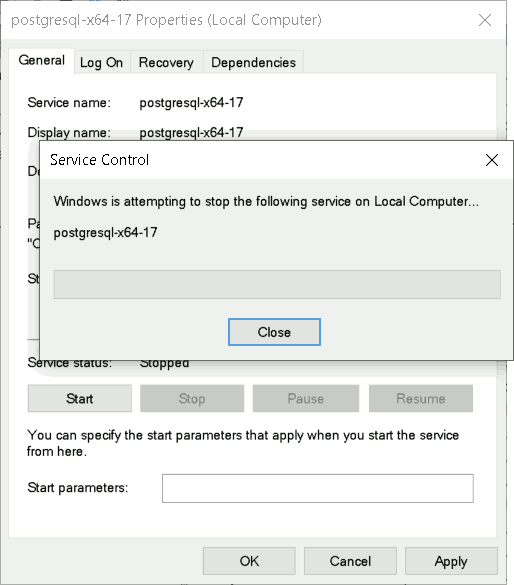 postgresql-x64-17 Properties (Local Computer)
General Log On Recovery Dependencies
Service name: postgresql-x64-17
Display name: postgresql-x64-17
Service Control
Windows is attempting to stop the following service on Local Computer...
postgresql-x64-17
Close
Service status: Stopped
Start Stop Pause Resume
You can specify the start parameters that apply when you start the service
from here.
Start parameters:
OK Cancel Apply